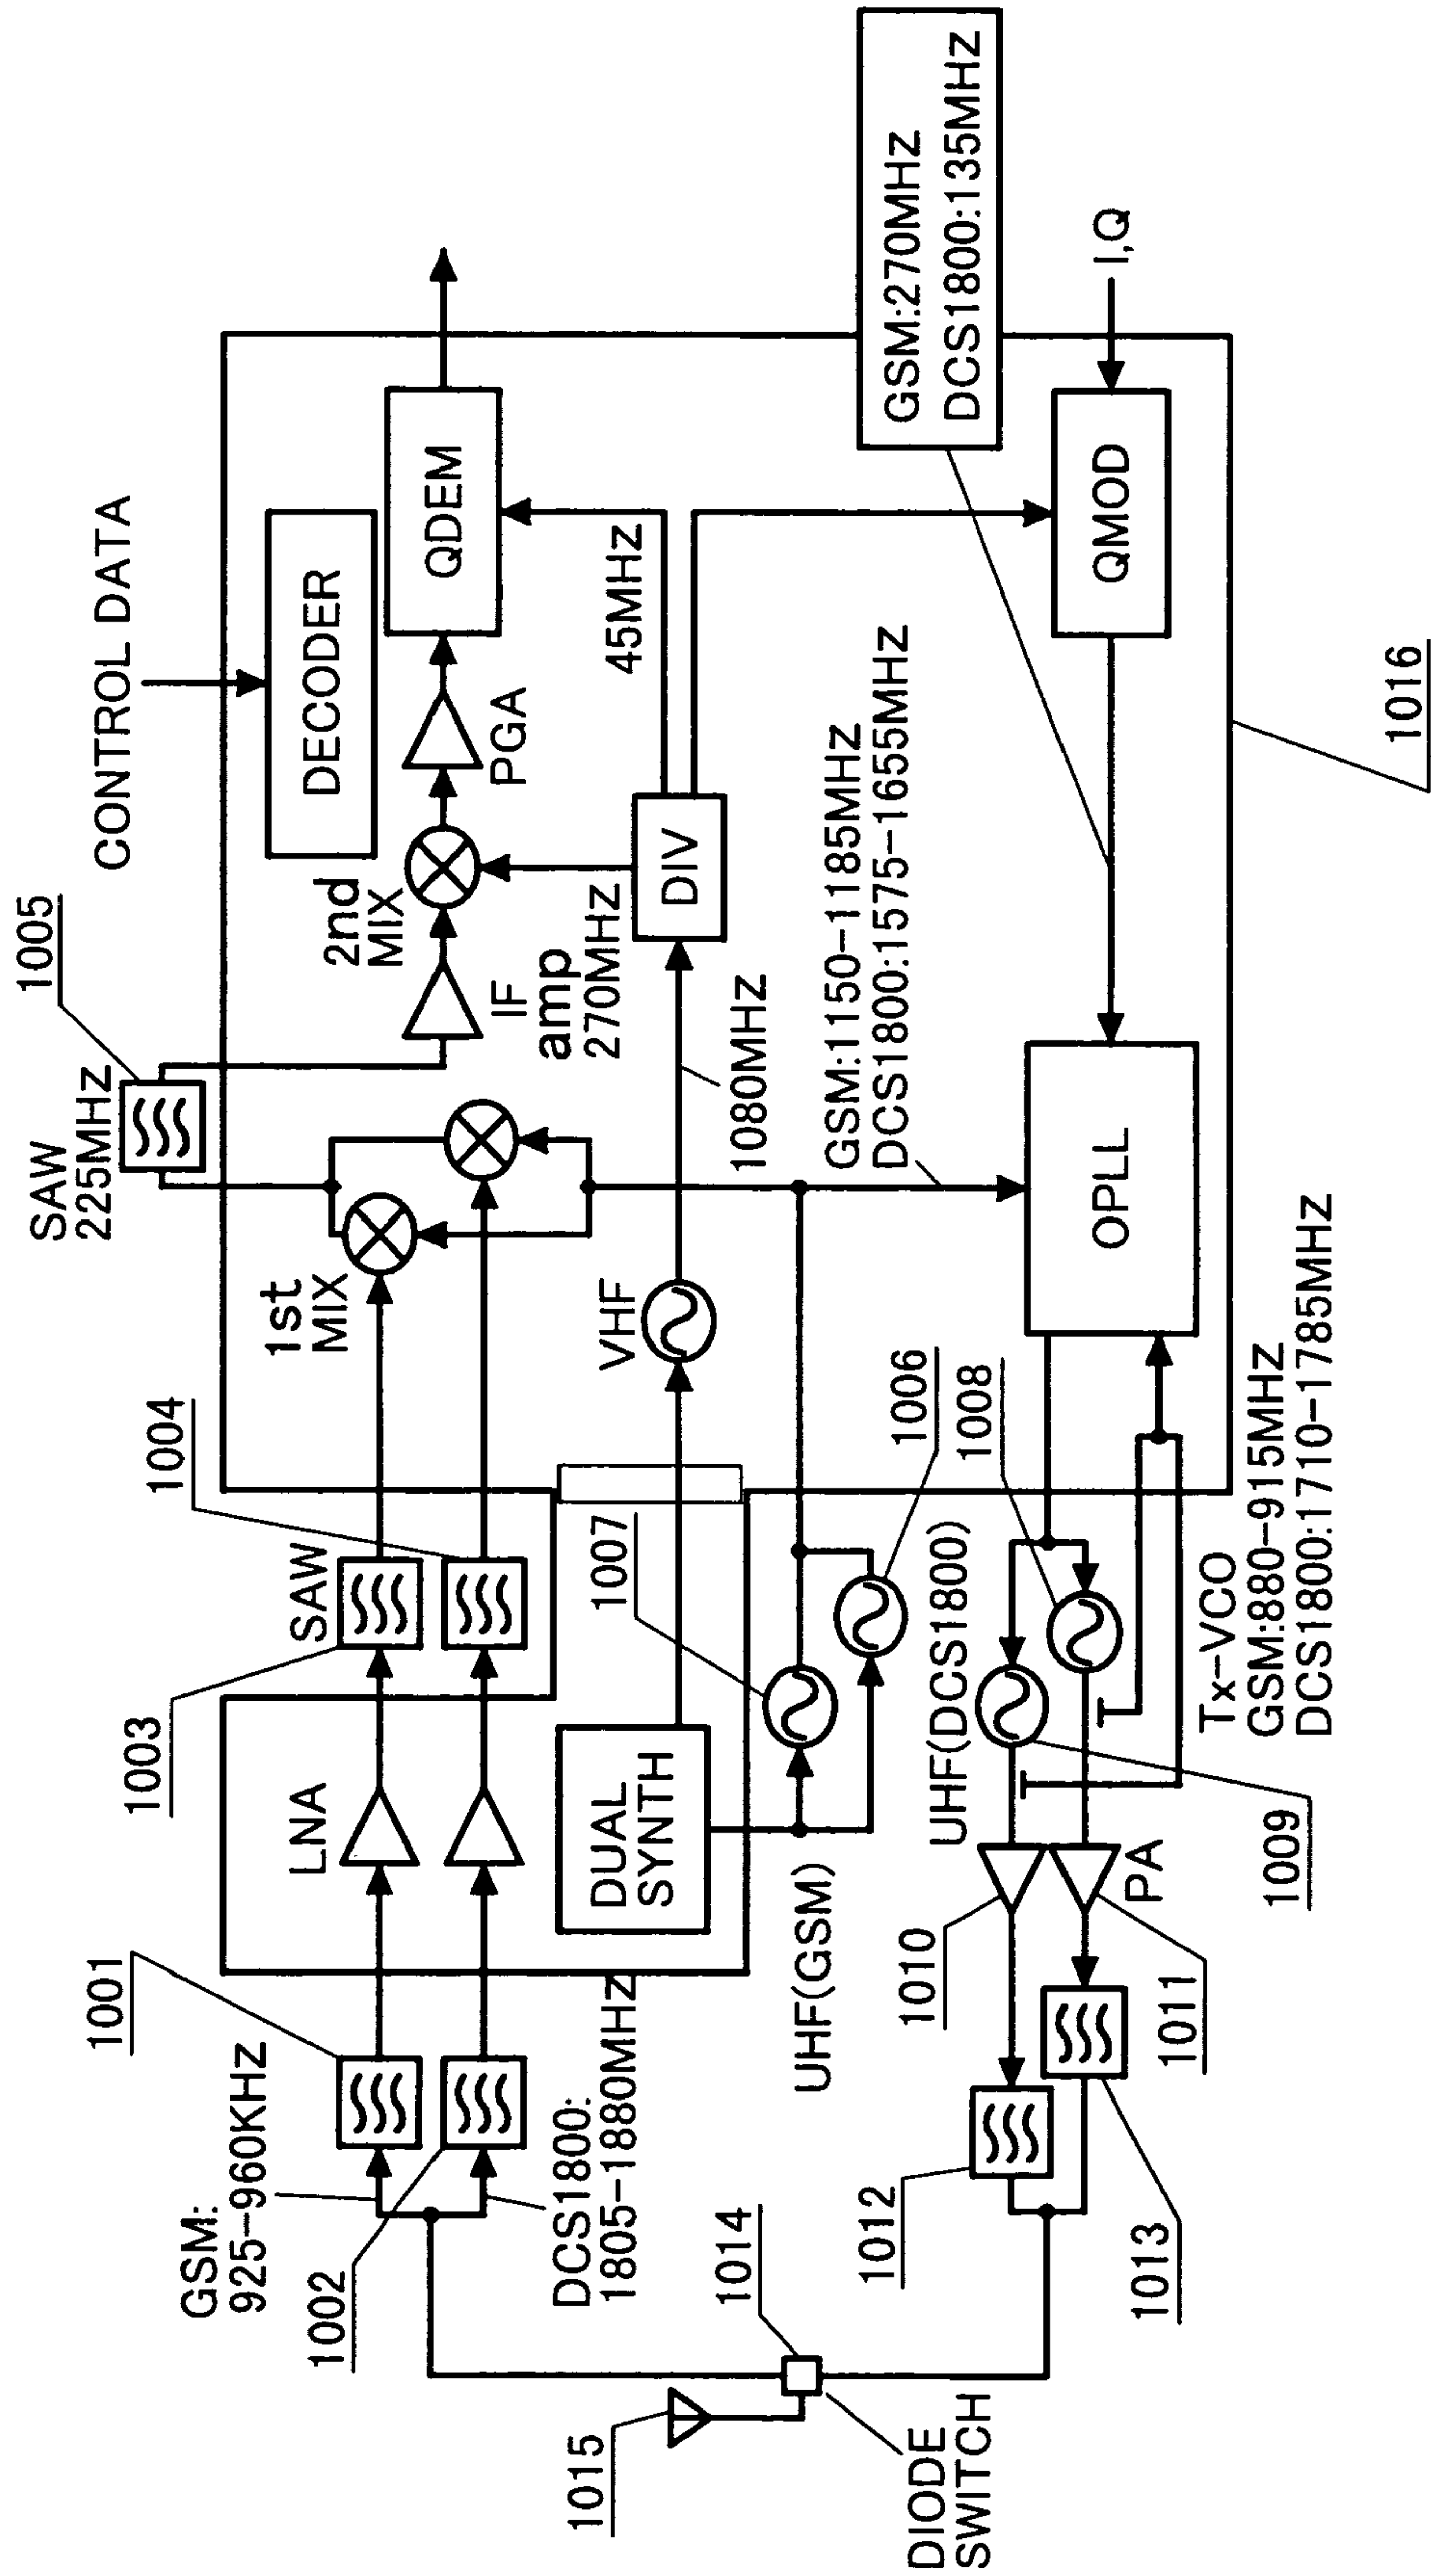 CONTROL DATA
1005
SAW
225MHz
DECODER
2nd
MIX
QDEM
PGA
IF
amp
270MHz
45MHz
DIV
1st
MIX
1004
SAW
1003
LNA
1001
GSM:
925-960KHz
1002
DCS1800:
1805-1880MHz
VHF
1080MHz
DUAL
SYNTH
1007
1006
UHF(GSM)
UHF(DCS1800)
GSM:1150-1185MHz
DCS1800:1575-1655MHz
GSM:270MHz
DCS1800:135MHz
I,Q
QMOD
OPLL
1008
1009
Tx-VCO
GSM:880-915MHz
DCS1800:1710-1785MHz
PA
1010
1011
1012
1013
1014
1015
DIODE
SWITCH
1016